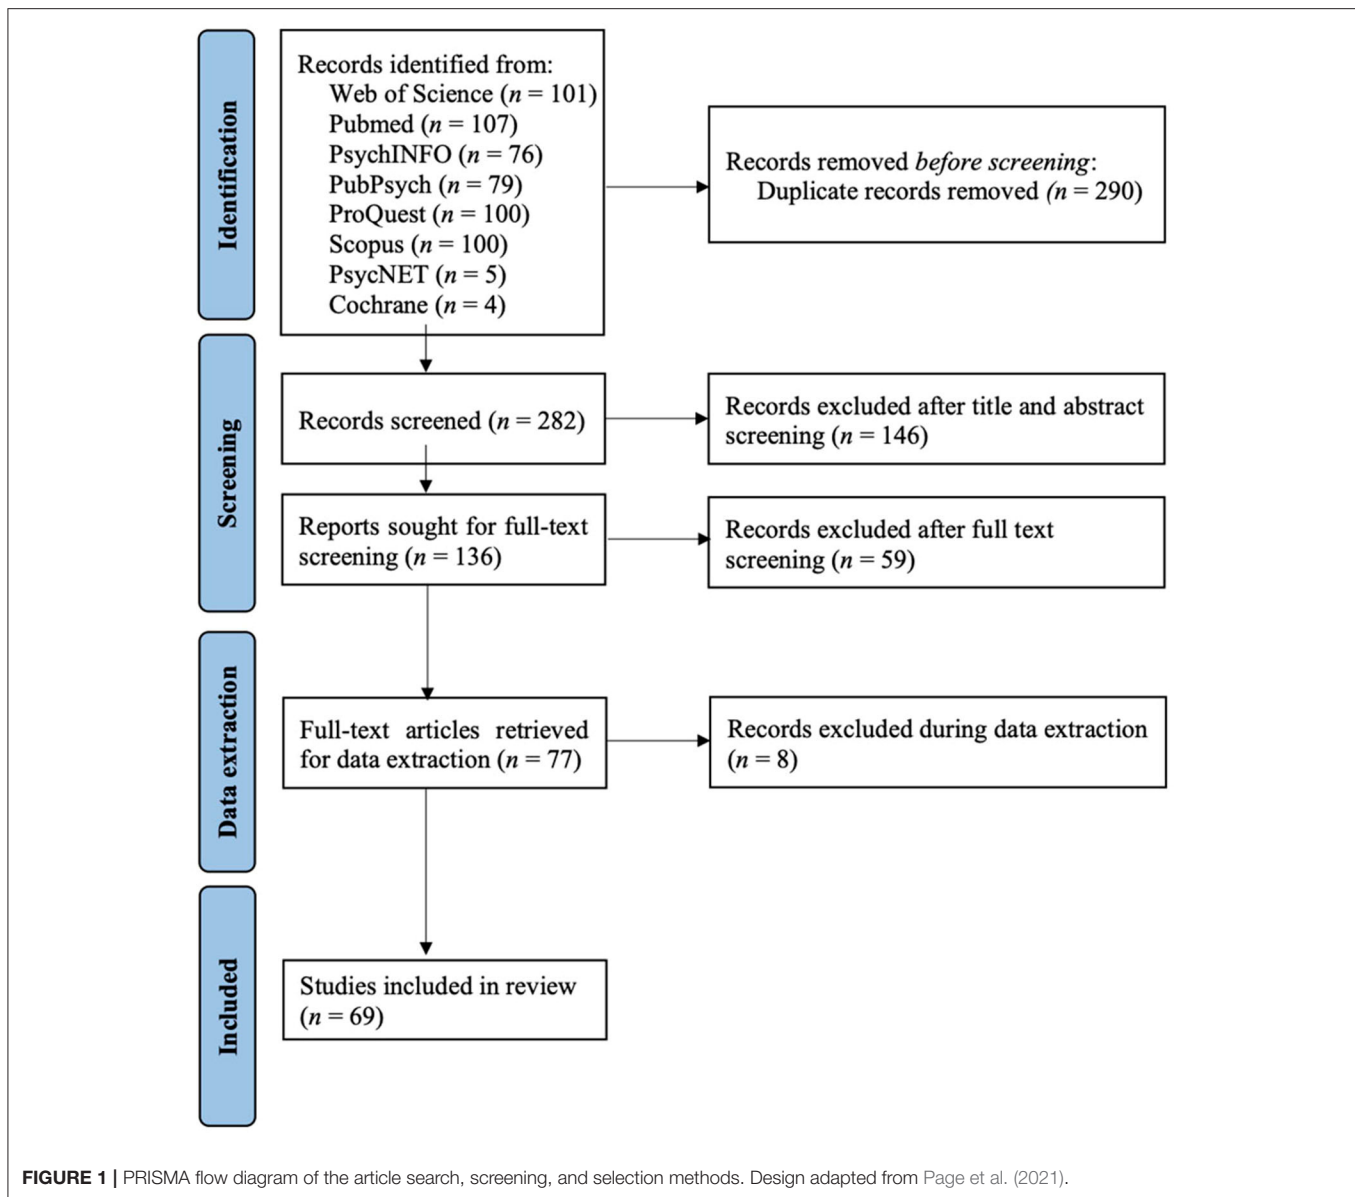 Identification
Records identified from:
Web of Science (n = 101)
Pubmed (n = 107)
PsychINFO (n = 76)
PubPsych (n = 79)
ProQuest (n = 100)
Scopus (n = 100)
PsycNET (n = 5)
Cochrane (n = 4)
Records removed before screening:
Duplicate records removed (n = 290)
Screening
Records screened (n = 282)
Records excluded after title and abstract
screening (n = 146)
Reports sought for full-text
screening (n = 136)
Records excluded after full text
screening (n = 59)
Data extraction
Full-text articles retrieved
for data extraction (n = 77)
Records excluded during data extraction
(n = 8)
Included
Studies included in review
(n = 69)
FIGURE 1 | PRISMA flow diagram of the article search, screening, and selection methods. Design adapted from Page et al. (2021).